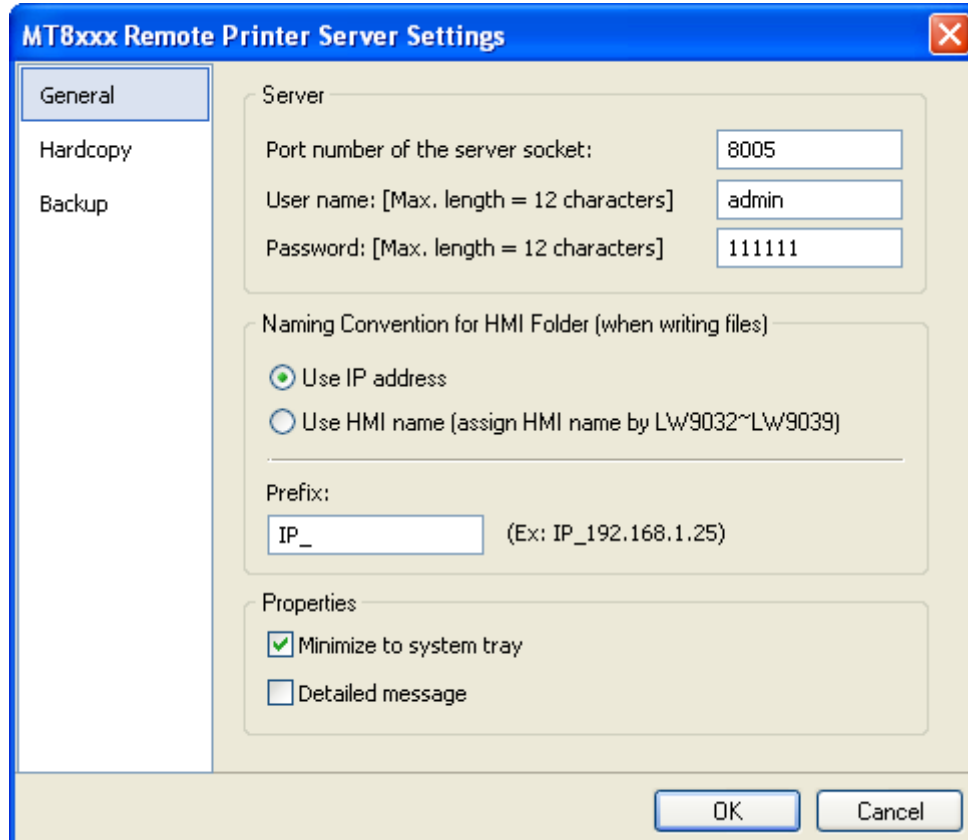 MT8xxx Remote Printer Server Settings
General
Hardcopy
Backup
Server
Port number of the server socket: 8005
User name: [Max. length = 12 characters] admin
Password: [Max. length = 12 characters] 111111
Naming Convention for HMI Folder (when writing files)
Use IP address
Use HMI name (assign HMI name by LW9032~LW9039)
Prefix:
IP_ (Ex: IP_192.168.1.25)
Properties
Minimize to system tray
Detailed message
OK Cancel